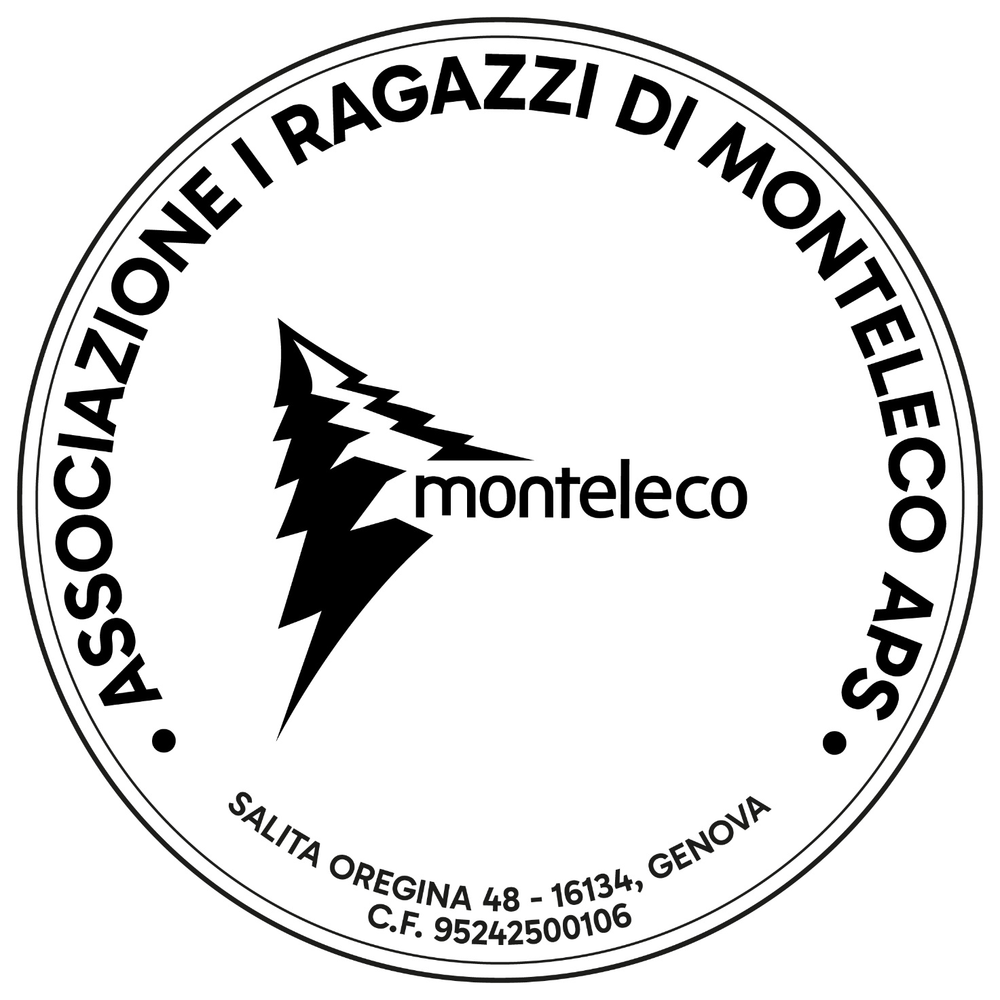 ASSOCIAZIONE I RAGAZZI DI MONTELECO APS
monteleco
SALITA OREGINA 48 - 16134, GENOVA
C.F. 95242500106